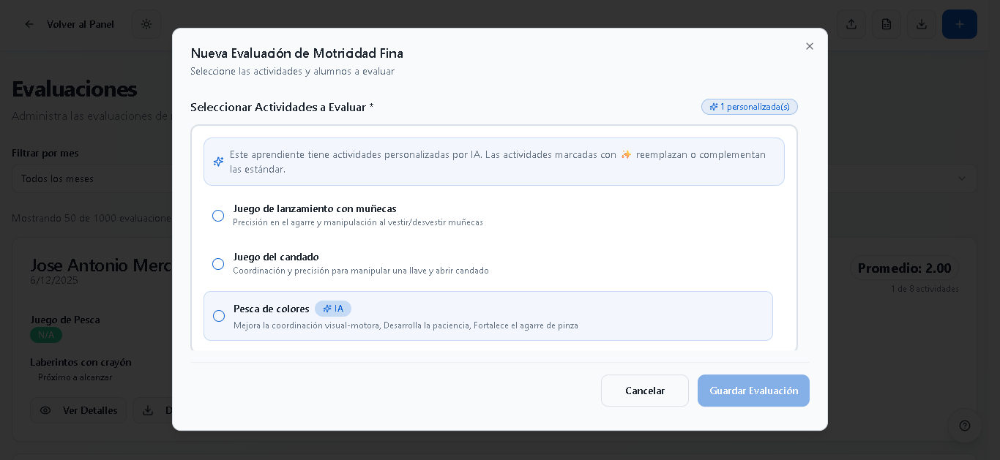 Volver al Panel
Nueva Evaluación de Motricidad Fina
Seleccione las actividades y alumnos a evaluar
Seleccionar Actividades a Evaluar *
1 personalizada(s)
Este aprendiente tiene actividades personalizadas por IA. Las actividades marcadas con ✨ reemplazan o complementan
las estándar.
Juego de lanzamiento con muñecas
Precisión en el agarre y manipulación al vestir/desvestir muñecas
Juego del candado
Coordinación y precisión para manipular una llave y abrir candado
Pesca de colores
IA
Mejora la coordinación visual-motora, Desarrolla la paciencia, Fortalece el agarre de pinza
Cancelar
Guardar Evaluación
Evaluaciones
Administra las evaluaciones de
Filtrar por mes
Todos los meses
Mostrando 50 de 1000 evaluacione
Jose Antonio Merc
6/12/2025
Promedio: 2.00
1 de 8 actividades
Juego de Pesca
N/A
Laberintos con crayón
Próximo a alcanzar
Ver Detalles
D